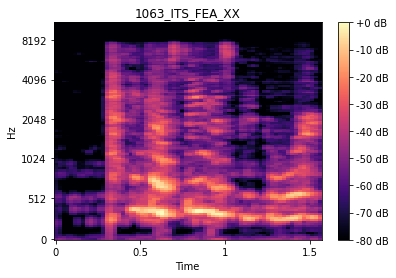 1063_ITS_FEA_XX
+0 dB
8192
-10 dB
4096
-20 dB
-30 dB
2048
-40 dB
Hz
1024
-50 dB
512
-60 dB
-70 dB
0
-80 dB
0 0.5 1 1.5
Time